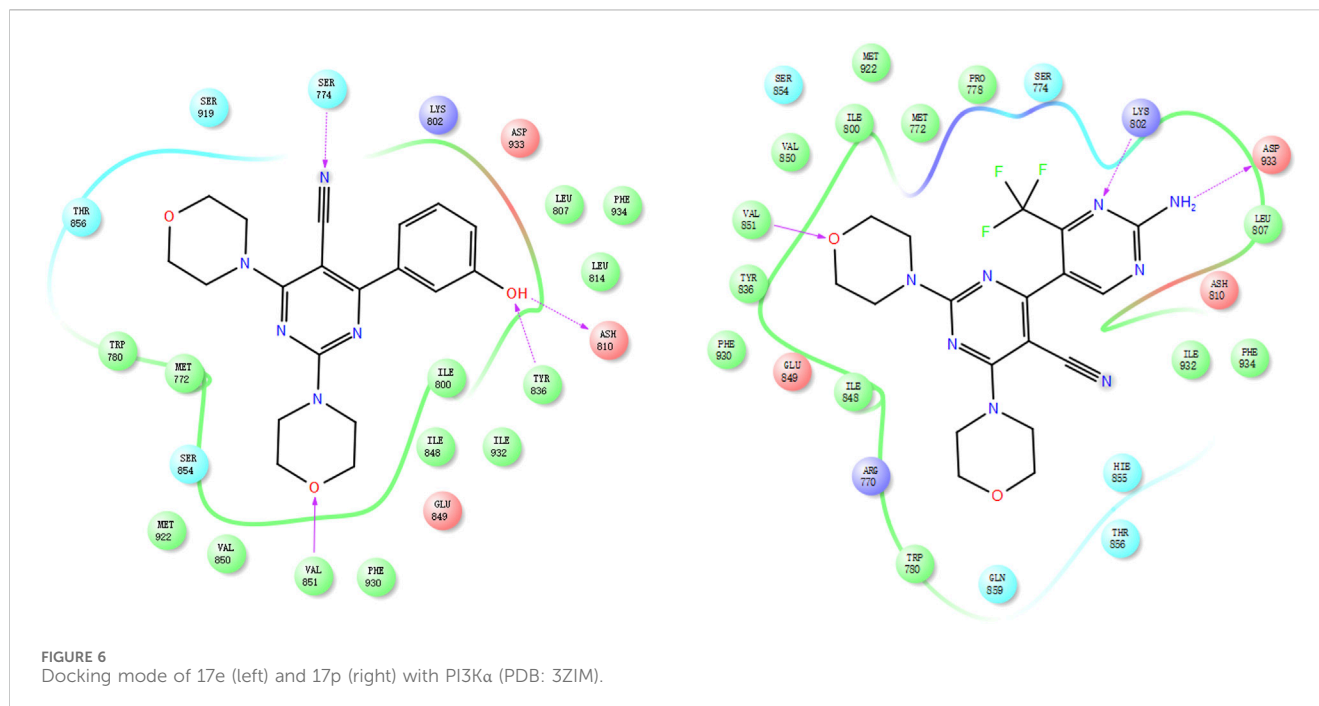 SER
774
SER
919
LYS
802
ASP
933
N
LEU
807
PHE
934
THR
856
O
LEU
814
N
OH
N
N
ASH
810
TRP
780
MET
772
N
ILE
800
TYR
836
SER
854
ILE
848
ILE
932
O
GLU
849
MET
922
VAL
850
VAL
851
PHE
930
SER
854
MET
922
PRO
778
SER
774
LYS
802
ILE
800
MET
772
VAL
850
ASP
933
F
F
F
N
NH2
VAL
851
LEU
807
O
N
N
TYR
836
N
ASH
810
PHE
930
N
GLU
849
ILE
848
N
ILE
932
PHE
934
N
ARG
770
HIE
855
O
THR
856
TRP
780
GLN
859
FIGURE 6
Docking mode of 17e (left) and 17p (right) with PI3Kα (PDB: 3ZIM).